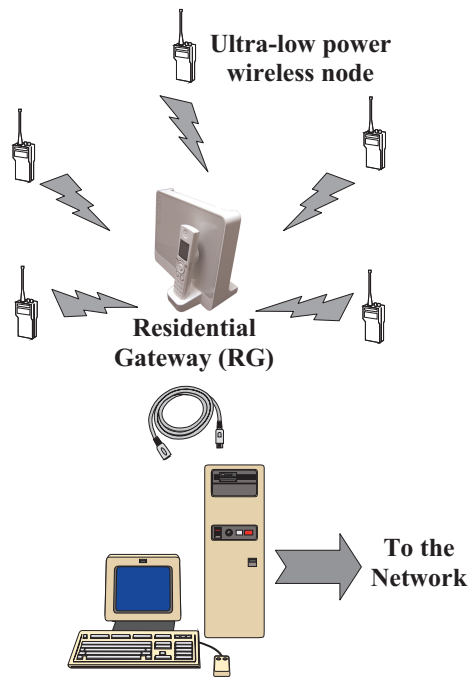 Ultra-low power
wireless node
Residential
Gateway (RG)
To the
Network